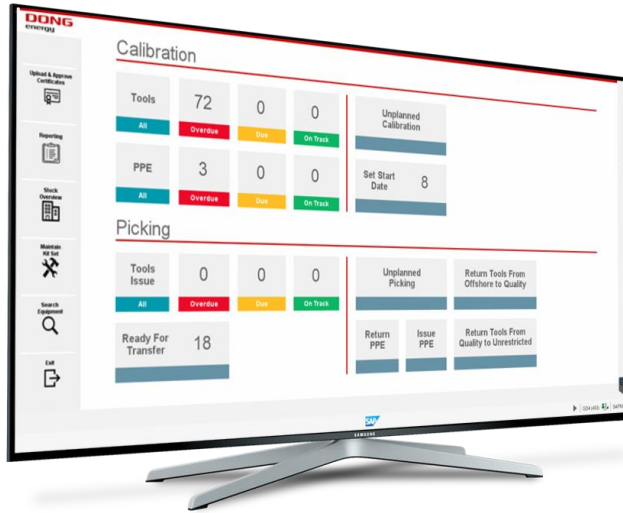 DONG
energy
Calibration
Upload & Approve
Certificates
Reporting
Stock
Overview
Maintain
Kit Set
Search
Equipment
Exit
Tools 72 0 0
All Overdue Due On Track
Unplanned
Calibration
PPE 3 0 0
All Overdue Due On Track
Set Start
Date 8
Picking
Tools
Issue 0 0 0
All Overdue Due On Track
Unplanned
Picking
Return Tools From
Offshore to Quality
Ready For
Transfer 18
Return
PPE
Issue
PPE
Return Tools From
Quality to Unrestricted
SAP
SAMSUNG